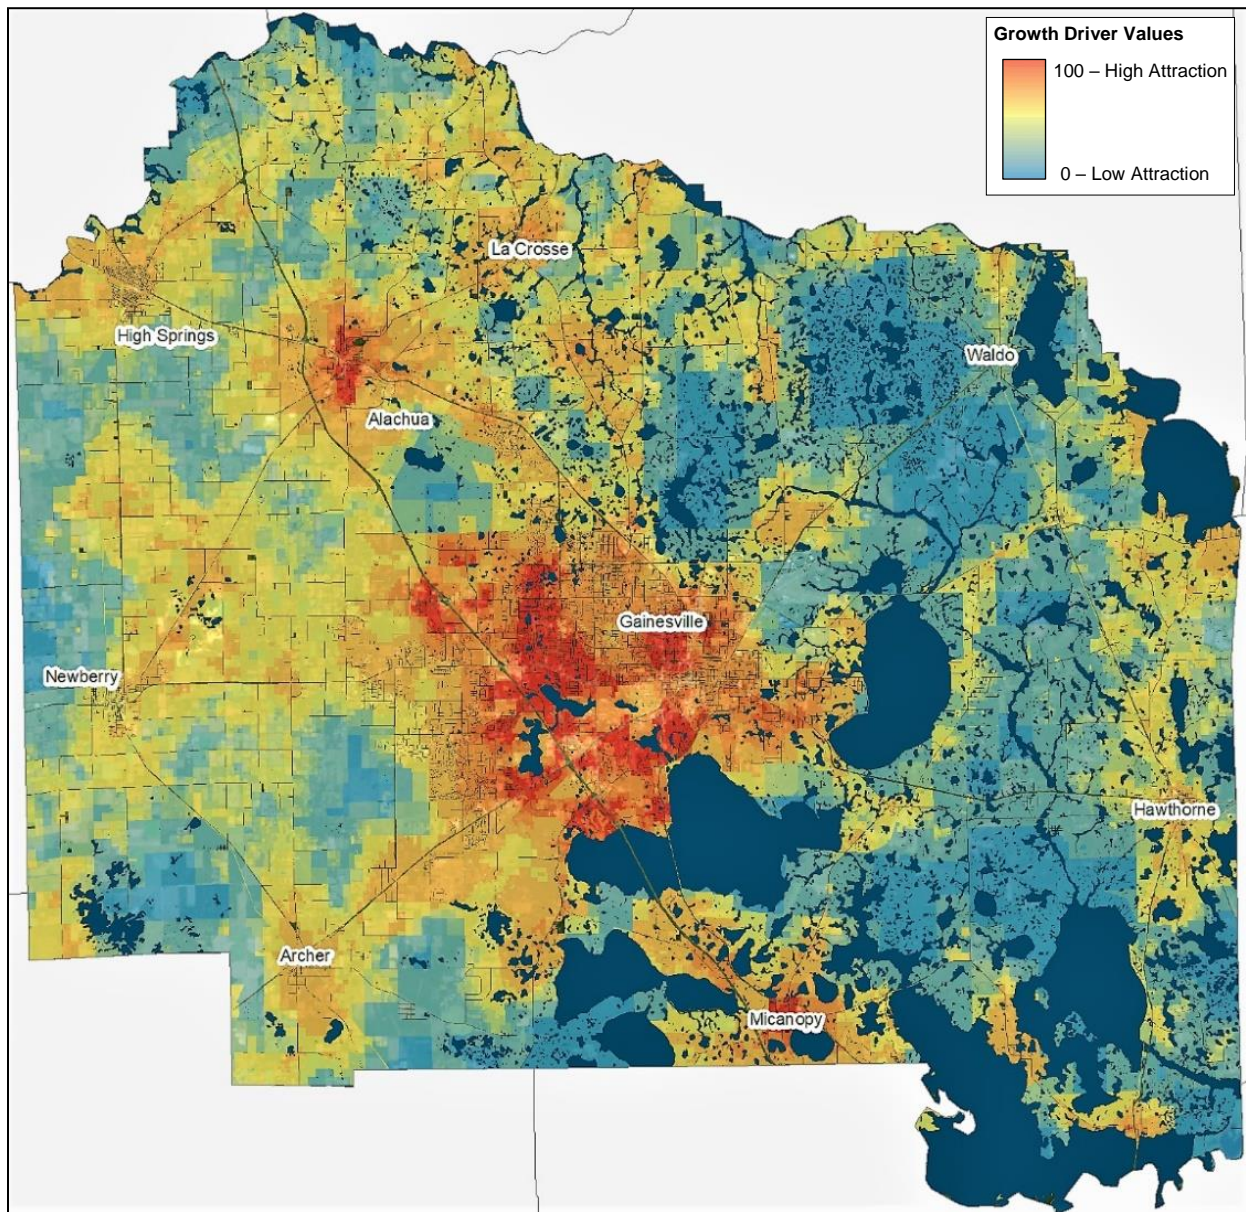 Growth Driver Values
100 – High Attraction
0 – Low Attraction
La Crosse
High Springs
Waldo
Alachua
Gainesville
Newberry
Hawthorne
Archer
Micanopy